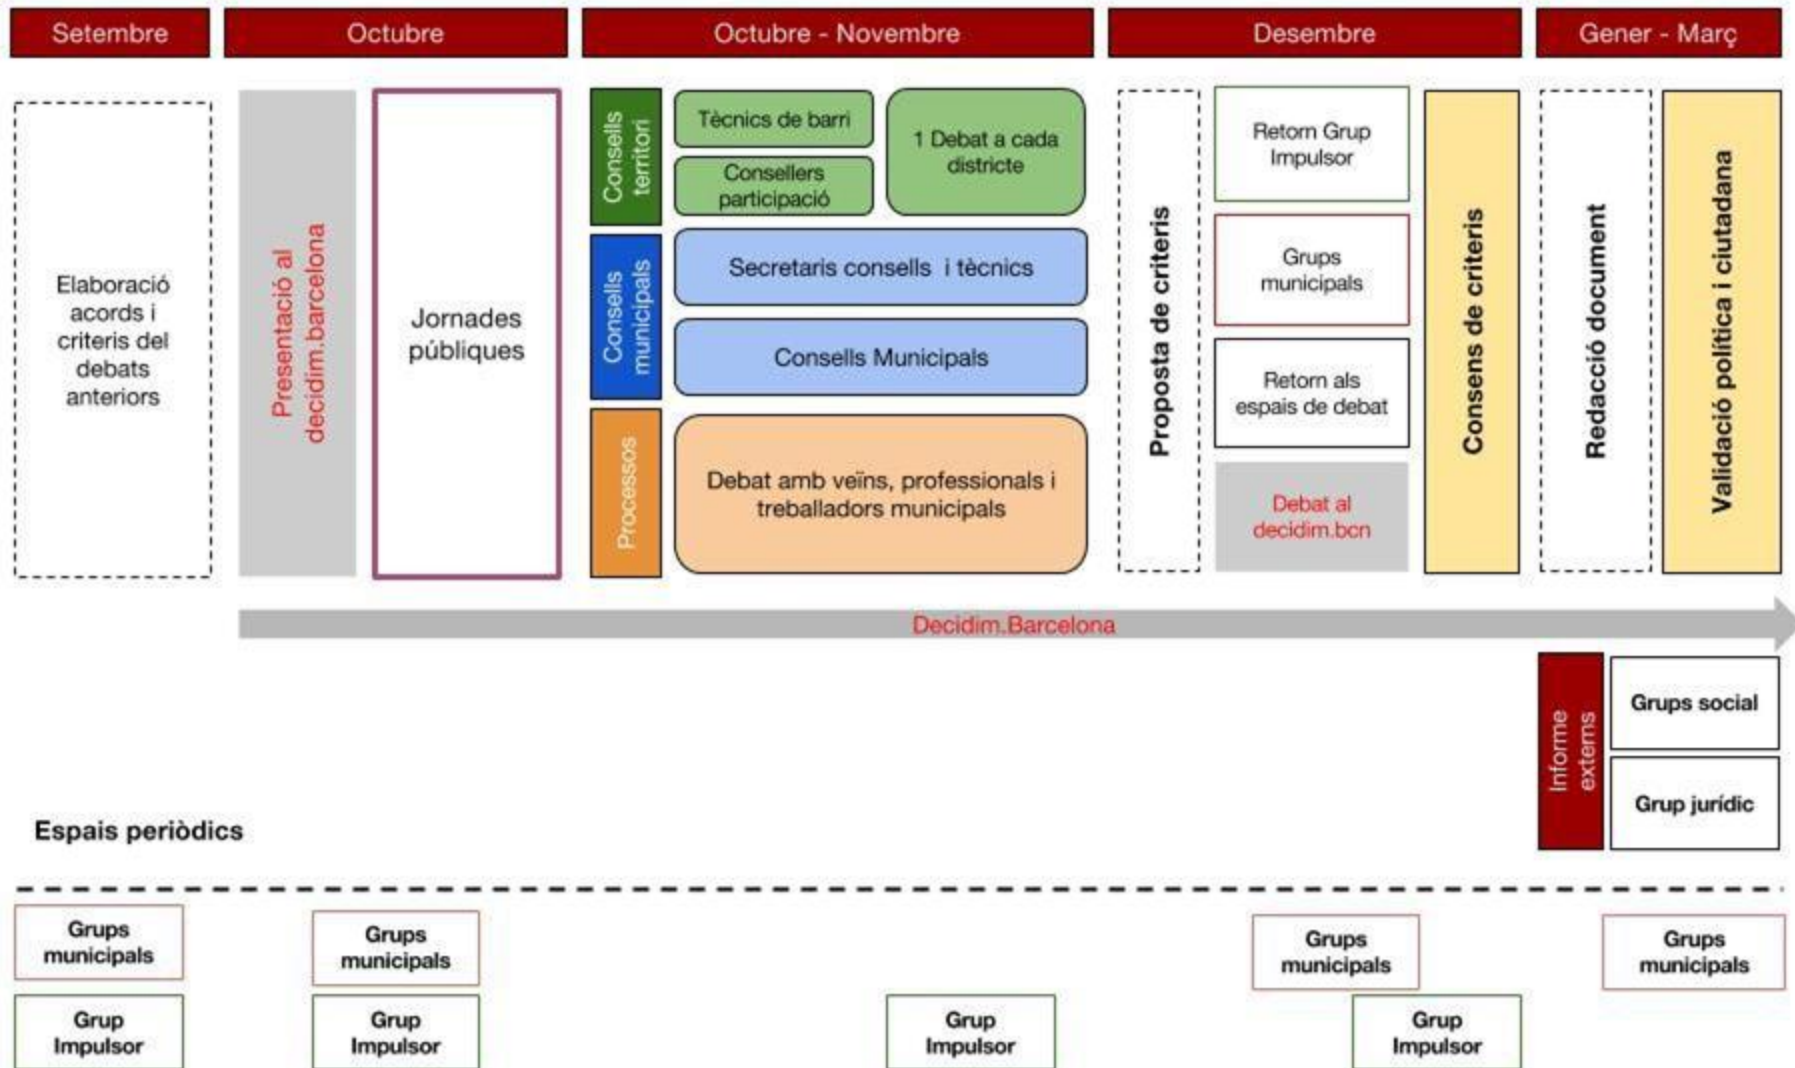 Setembre
Octubre
Octubre - Novembre
Desembre
Gener - Març
Elaboració
acords i
criteris del
debats
anteriors
Presentació al
decidim.barcelona
Jornades
públiques
Consells
territori
Tècnics de barri
Consellers
participació
1 Debat a cada
districte
Consells
municipals
Secretaris consells i tècnics
Consells Municipals
Processos
Debat amb veïns, professionals i
treballadors municipals
Proposta de criteris
Retorn Grup
Impulsor
Grups
municipals
Retorn als
espais de debat
Debat al
decidim.bcn
Consens de criteris
Redacció document
Validació política i ciutadana
Decidim.Barcelona
Informe
externs
Grups social
Grup jurídic
Espais periòdics
Grups
municipals
Grups
municipals
Grups
municipals
Grups
municipals
Grup
Impulsor
Grup
Impulsor
Grup
Impulsor
Grup
Impulsor